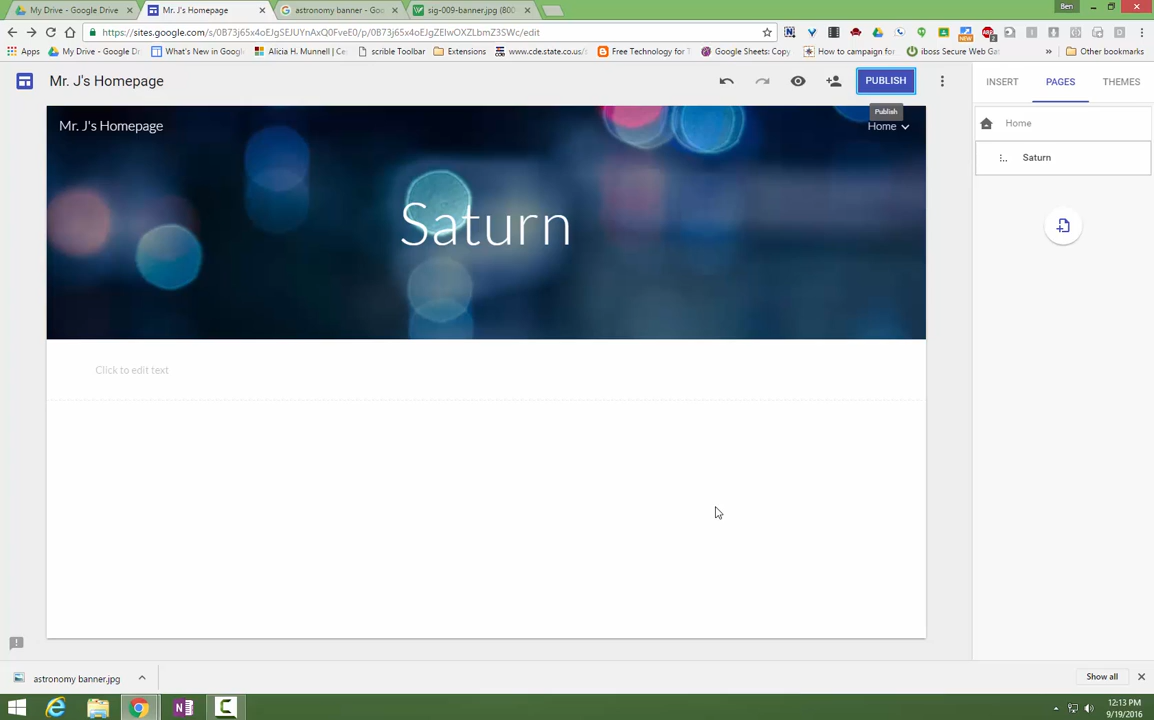 Ben
My Drive - Google Drive
Mr. J's Homepage
astronomy banner - Goo
sig-009-banner.jpg (800
https://sites.google.com/s/0B73j65x4oEJgSEJUYnAxQ0FveE0/p/0B73j65x4oEJgZElwOXZLbmZ3SWc/edit
Apps
My Drive - Google Dr
What's New in Googl
Alicia H. Munnell | Ce
scrible Toolbar
Extensions
www.cde.state.co.us/
Free Technology for T
Google Sheets: Copy
How to campaign for
iboss Secure Web Gat
Other bookmarks
Mr. J's Homepage
PUBLISH
INSERT
PAGES
THEMES
Publish
Mr. J's Homepage
Home
Home
Saturn
Saturn
Click to edit text
astronomy banner.jpg
Show all
12:13 PM
9/19/2016